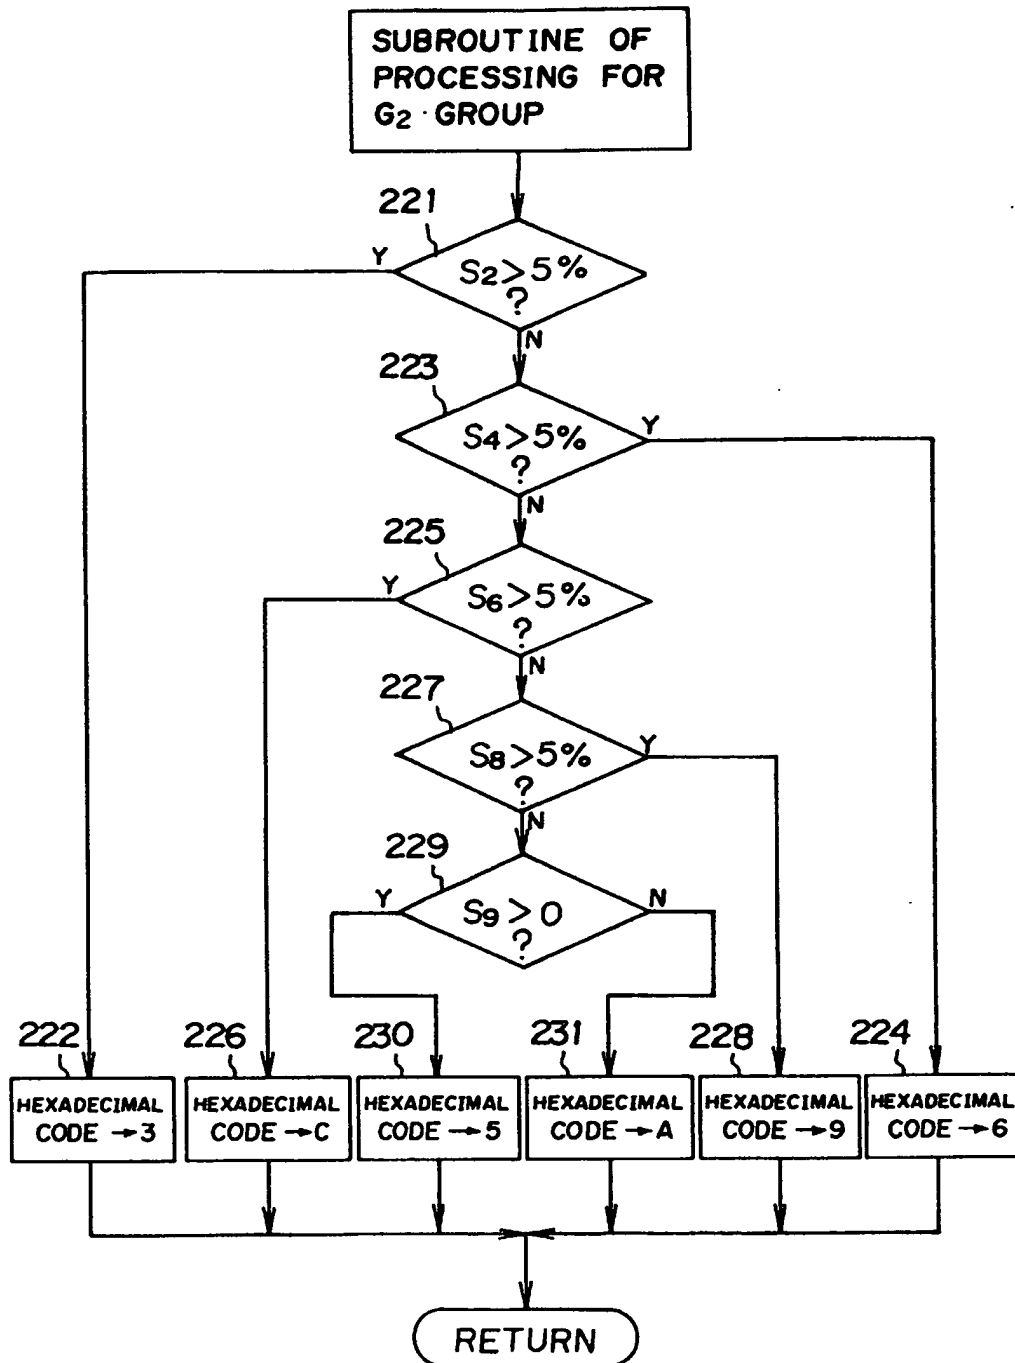 SUBROUTINE OF
PROCESSING FOR
G2 GROUP
221
Y
S2>5%
?
N
223
Y
S4>5%
?
N
225
Y
S6>5%
?
N
227
Y
S8>5%
?
N
229
Y
N
S9>0
?
222
226
230
231
228
224
HEXADECIMAL
CODE→3
HEXADECIMAL
CODE→C
HEXADECIMAL
CODE→5
HEXADECIMAL
CODE→A
HEXADECIMAL
CODE→9
HEXADECIMAL
CODE→6
RETURN